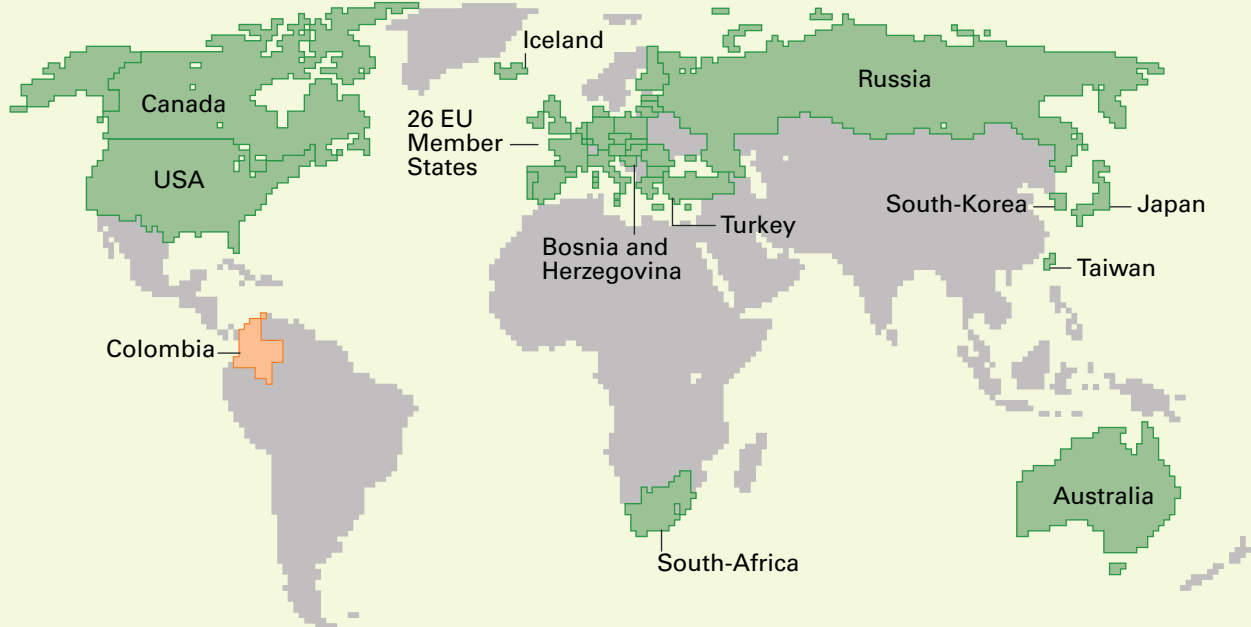 Iceland
Russia
Canada
26 EU
Member
States
USA
South-Korea
Japan
Turkey
Bosnia and
Herzegovina
Taiwan
Colombia
Australia
South-Africa